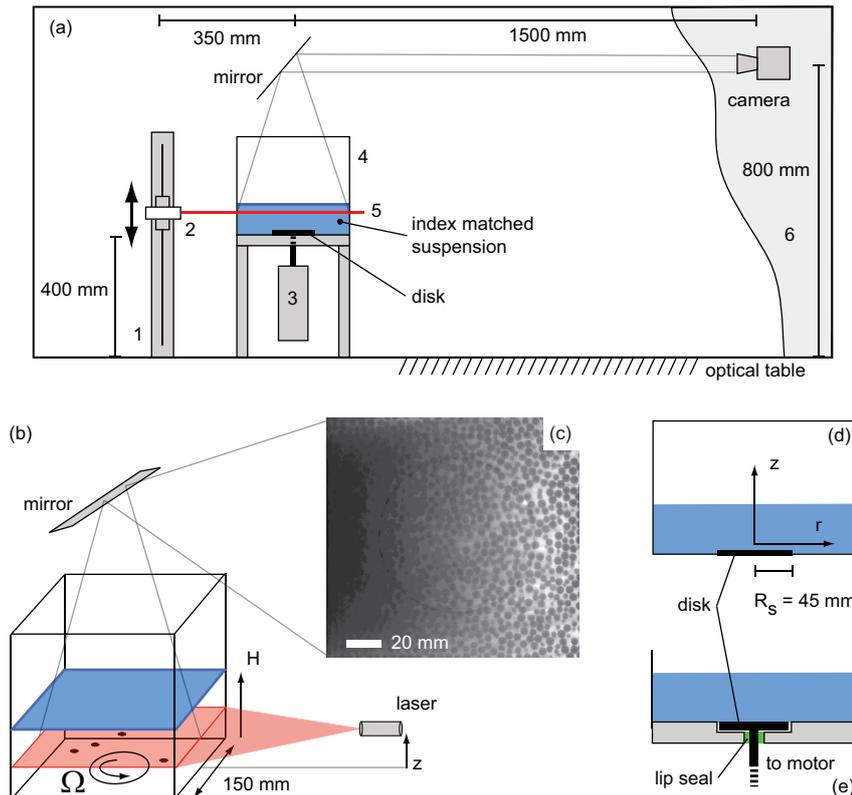 (a)
350 mm
1500 mm
mirror
camera
4
800 mm
5
2
index matched
suspension
6
400 mm
3
disk
1
optical table
(b)
(c)
(d)
mirror
z
r
20 mm
disk
Rs = 45 mm
H
laser
z
Ω
150 mm
lip seal
to motor
(e)